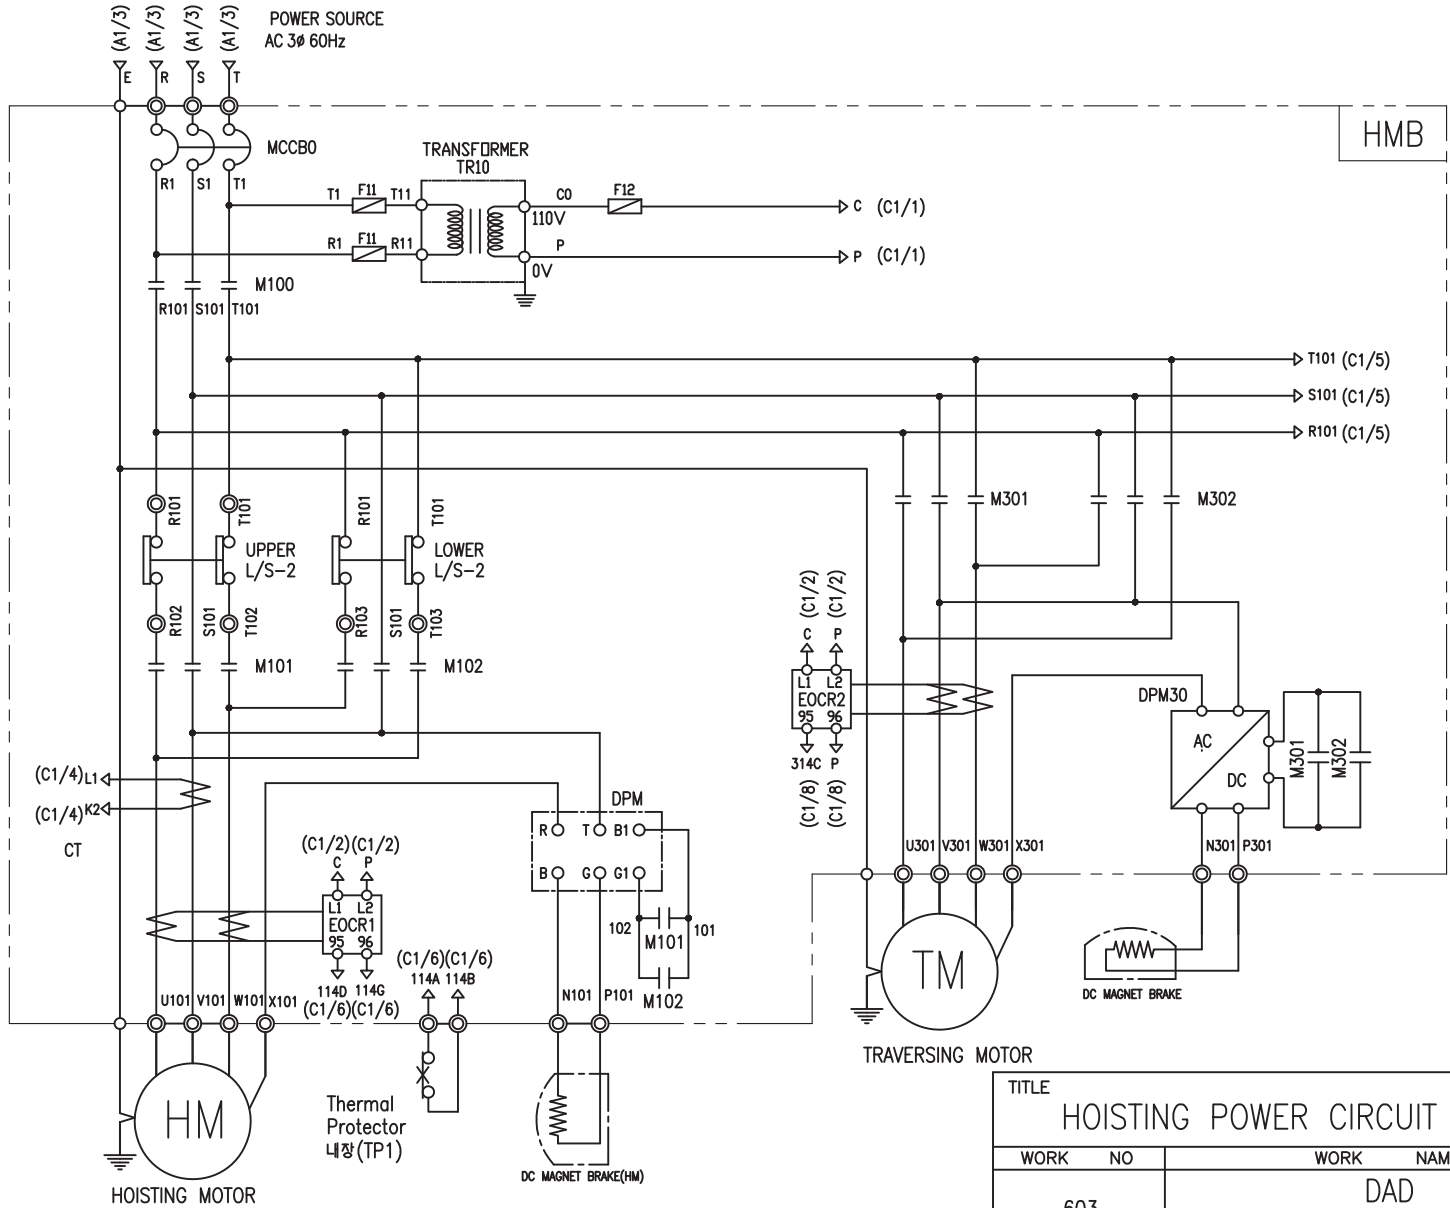 (A1/3) (A1/3) (A1/3) (A1/3)
POWER SOURCE
AC 3ø 60Hz
E R S T
HMB
MCCB0
R1 S1 T1
TRANSFORMER
TR10
T1 F11 T11
C0 F12
110V
C (C1/1)
R1 F11 R11
P
0V
P (C1/1)
M100
R101 S101 T101
T101 (C1/5)
S101 (C1/5)
R101 (C1/5)
R101 T101 R101 T101
M301 M302
UPPER
L/S-2
LOWER
L/S-2
R102 S101 T102 R103 S101 T103
M101 M102
(C1/2) (C1/2)
C P
L1 L2
EOCR2
95 96
314C P
(C1/8) (C1/8)
DPM30
AC
DC
M301 M302
(C1/4) L1
(C1/4) K2
CT
DPM
R T B1
B G G1
102 M101 101
M102
(C1/2) (C1/2)
C P
L1 L2
EOCR1
95 96
114D 114G
(C1/6) (C1/6)
(C1/6) (C1/6)
114A 114B
U301 V301 W301 X301
N301 P301
U101 V101 W101 X101
N101 P101
TM
DC MAGNET BRAKE
TRAVERSING MOTOR
HM
Thermal
Protector
내장(TP1)
DC MAGNET BRAKE(HM)
HOISTING MOTOR
TITLE
HOISTING POWER CIRCUIT
WORK NO
WORK NAM
603
DAD